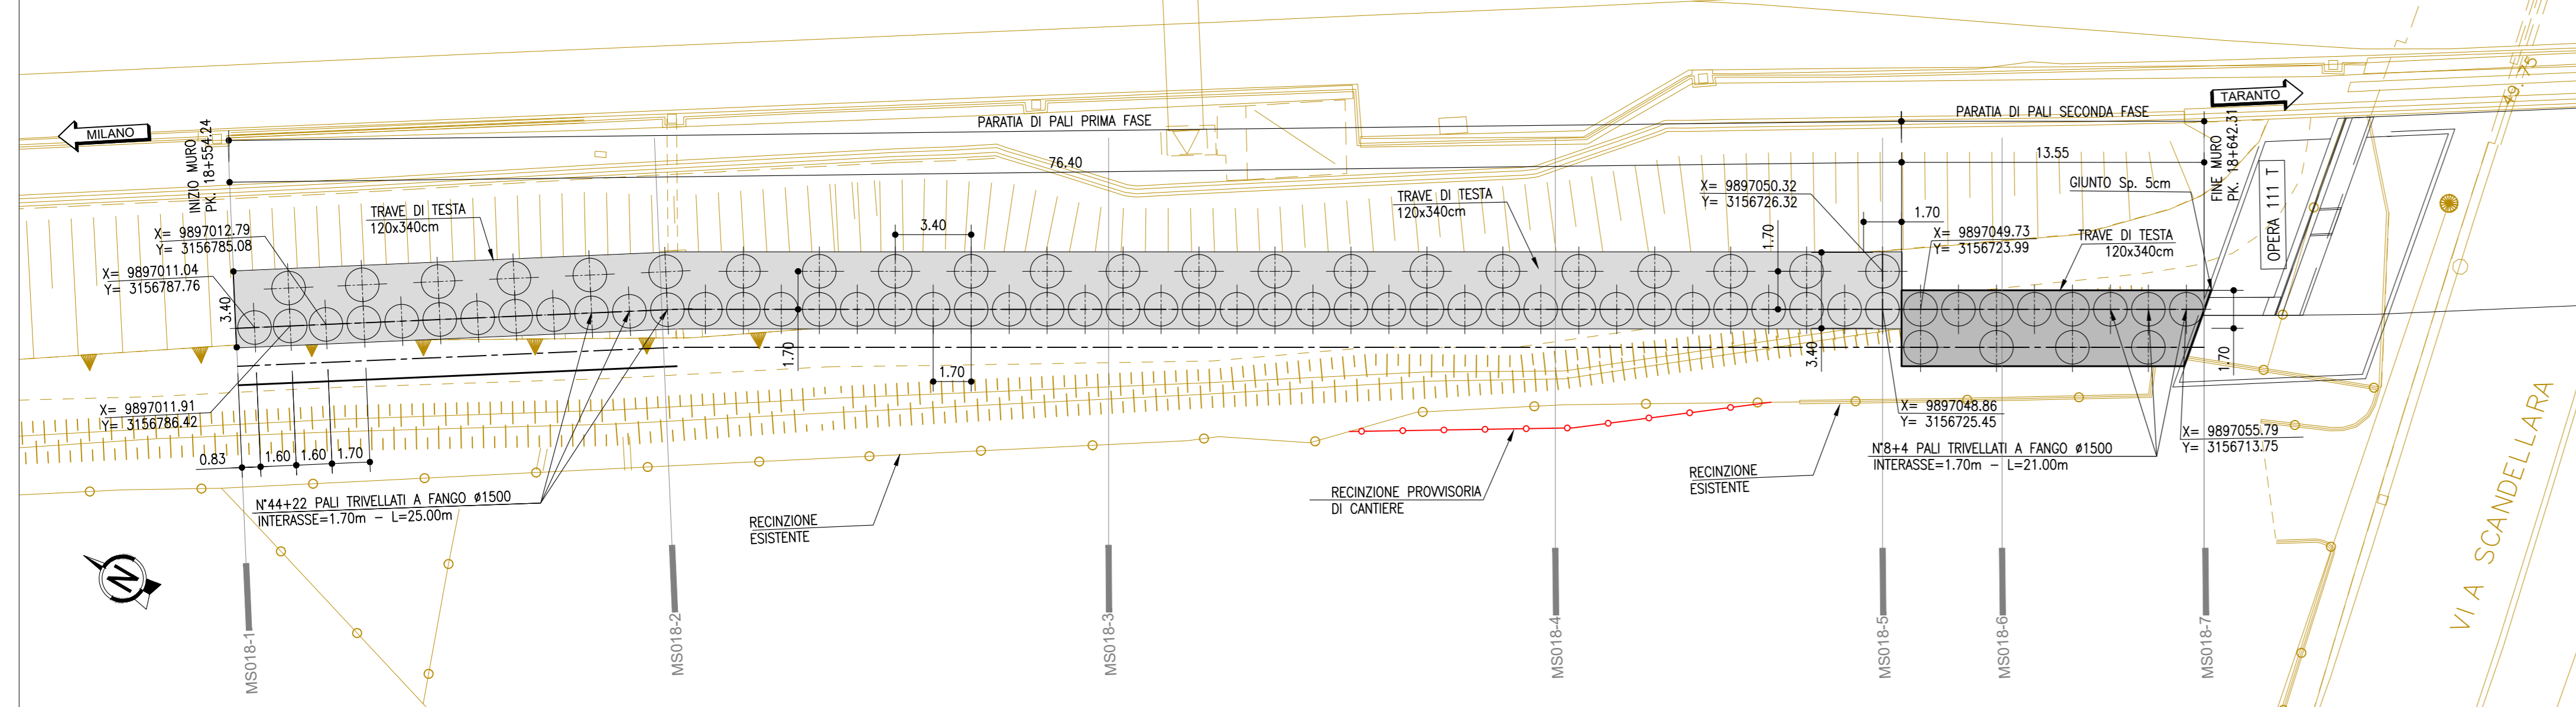 MILANO
INIZIO MURO
PK. 18+554.24
PARATIA DI PALI PRIMA FASE
76.40
PARATIA DI PALI SECONDA FASE
13.55
TARANTO
FINE MURO
PK. 18+642.31
49.75
OPERA 111 T
GIUNTO Sp. 5cm
X= 9897012.79
Y= 3156785.08
X= 9897011.04
Y= 3156787.76
3.40
TRAVE DI TESTA
120x340cm
3.40
TRAVE DI TESTA
120x340cm
X= 9897050.32
Y= 3156726.32
1.70
1.70
X= 9897049.73
Y= 3156723.99
TRAVE DI TESTA
120x340cm
1.70
1.70
3.40
1.70
X= 9897011.91
Y= 3156786.42
0.83
1.60
1.60
1.70
N°44+22 PALI TRIVELLATI A FANGO ø1500
INTERASSE=1.70m – L=25.00m
RECINZIONE
ESISTENTE
RECINZIONE PROVVISORIA
DI CANTIERE
RECINZIONE
ESISTENTE
X= 9897048.86
Y= 3156725.45
N°8+4 PALI TRIVELLATI A FANGO ø1500
INTERASSE=1.70m – L=21.00m
X= 9897055.79
Y= 3156713.75
VIA SCANDELLARA
N
MS018-1
MS018-2
MS018-3
MS018-4
MS018-5
MS018-6
MS018-7